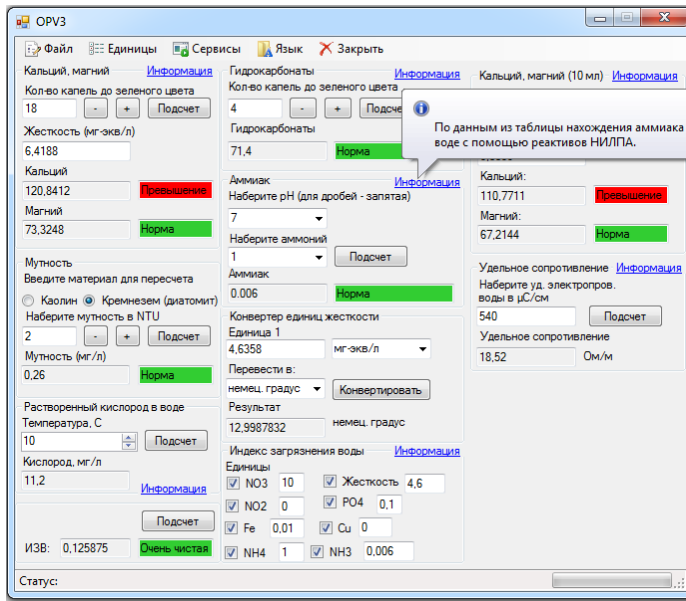 OPV3
Файл Единицы Сервисы Язык Закрыть
Кальций, магний Информация
Кол-во капель до зеленого цвета
18 - + Подсчет
Жесткость (мг-экв/л)
6,4188
Кальций
120,8412 Превышение
Магний
73,3248 Норма
Мутность
Введите материал для пересчета
Каолин Кремнезем (диатомит)
Наберите мутность в NTU
2 - + Подсчет
Мутность (мг/л)
0,26 Норма
Растворенный кислород в воде
Температура, С
10 Подсчет
Кислород, мг/л
11,2
Информация
Подсчет
ИЗВ: 0,125875 Очень чистая
Гидрокарбонаты Информация
Кол-во капель до зеленого цвета
4 - + Подсче
Гидрокарбонаты
71,4 Норма
Аммиак Информация
Наберите pH (для дробей - запятая)
7
Наберите аммоний
1 Подсчет
Аммиак
0.006 Норма
Конвертер единиц жесткости
Единица 1
4,6358 мг-экв/л
Перевести в:
немец. градус Конвертировать
Результат
12,9987832 немец. градус
Индекс загрязнения воды Информация
Единицы
NO3 10 Жесткость 4,6
NO2 0 PO4 0,1
Fe 0,01 Cu 0
NH4 1 NH3 0,006
Кальций, магний (10 мл) Информация
По данным из таблицы нахождения аммиака
воде с помощью реактивов НИЛПА.
Кальций:
110,7711 Превышение
Магний:
67,2144 Норма
Удельное сопротивление Информация
Наберите уд. электропров.
воды в µС/см
540 Подсчет
Удельное сопротивление
18,52 Ом/м
Статус: